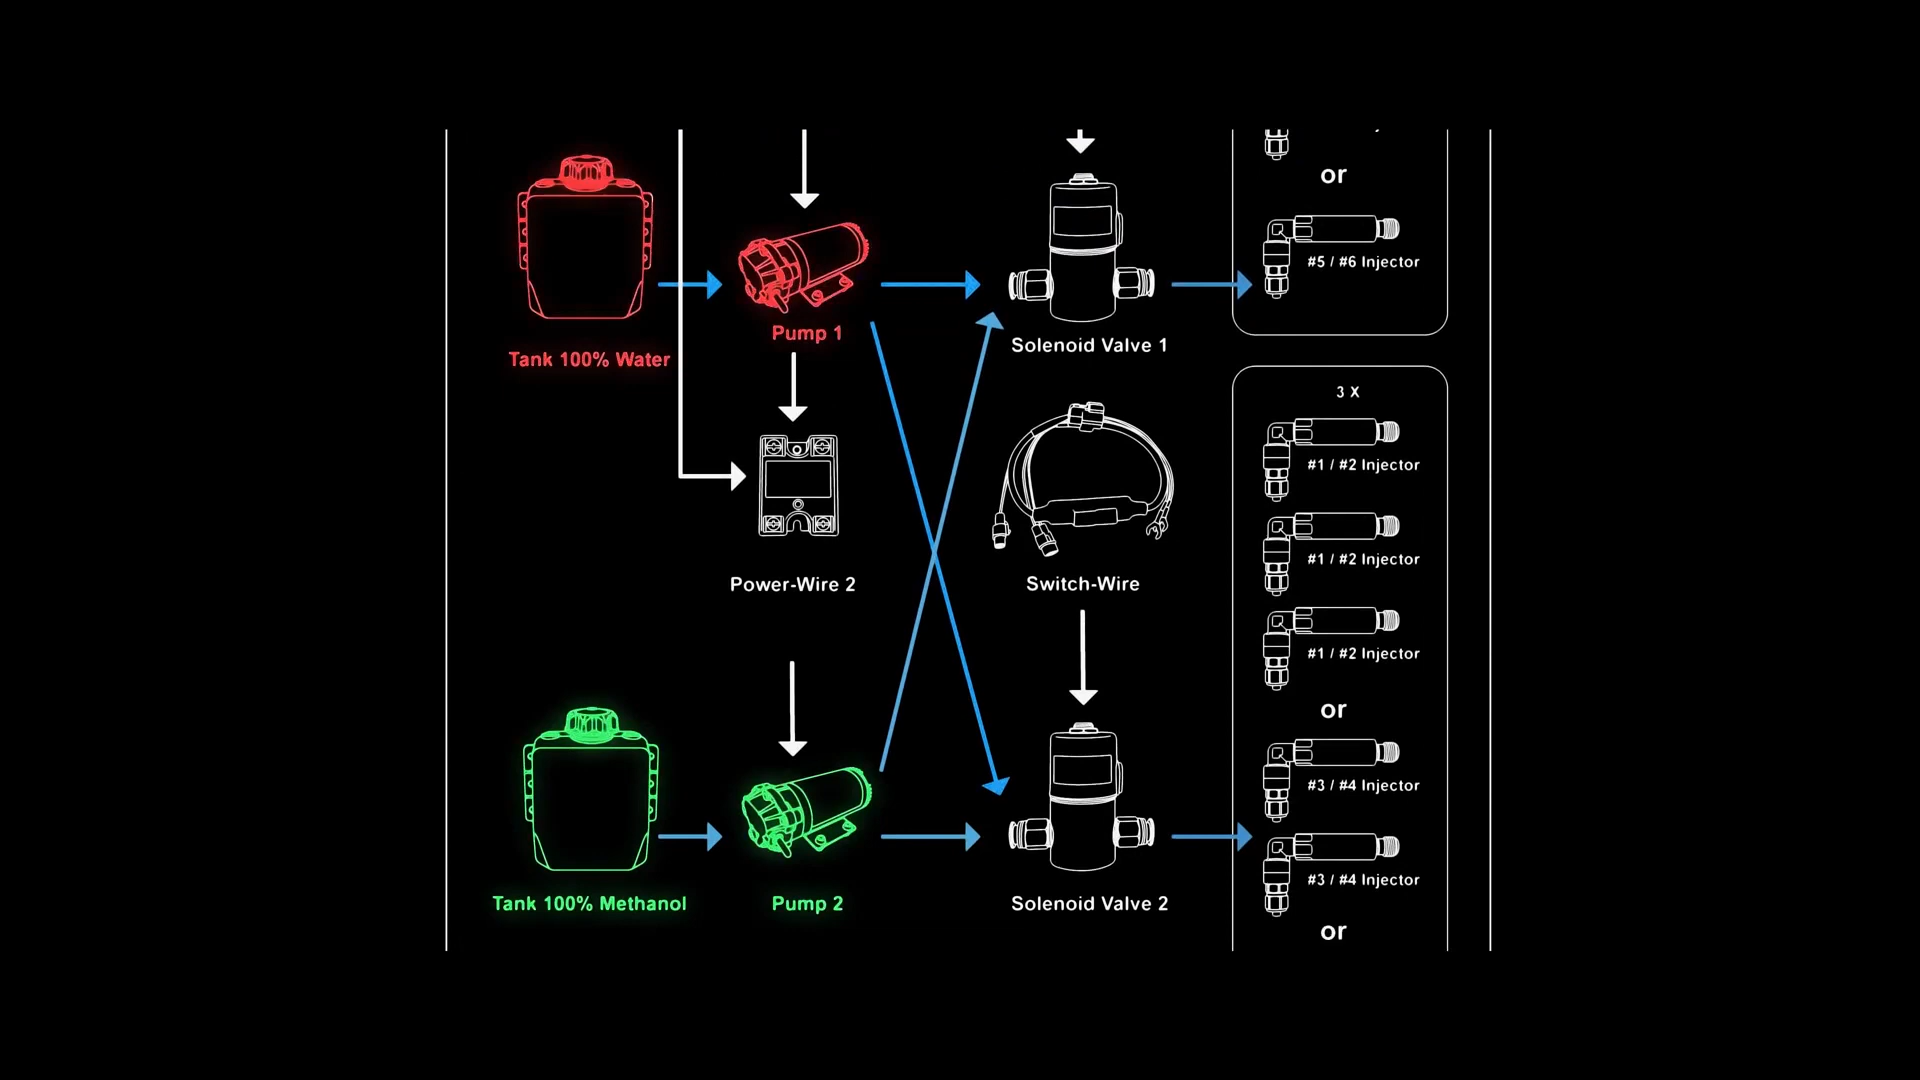 or
#5 / #6 Injector
Pump 1
Solenoid Valve 1
Tank 100% Water
3 X
#1 / #2 Injector
#1 / #2 Injector
Power-Wire 2
Switch-Wire
#1 / #2 Injector
or
#3 / #4 Injector
#3 / #4 Injector
Tank 100% Methanol
Pump 2
Solenoid Valve 2
or